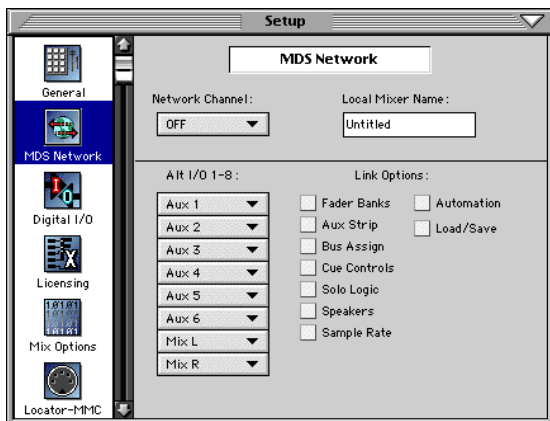 Setup
General
MDS Network
Digital I/O
Licensing
Mix Options
Locator-MMC
MDS Network
Network Channel:
OFF
Local Mixer Name:
Untitled
Alt I/O 1-8:
Aux 1
Aux 2
Aux 3
Aux 4
Aux 5
Aux 6
Mix L
Mix R
Link Options:
Fader Banks
Aux Strip
Bus Assign
Cue Controls
Solo Logic
Speakers
Sample Rate
Automation
Load/Save